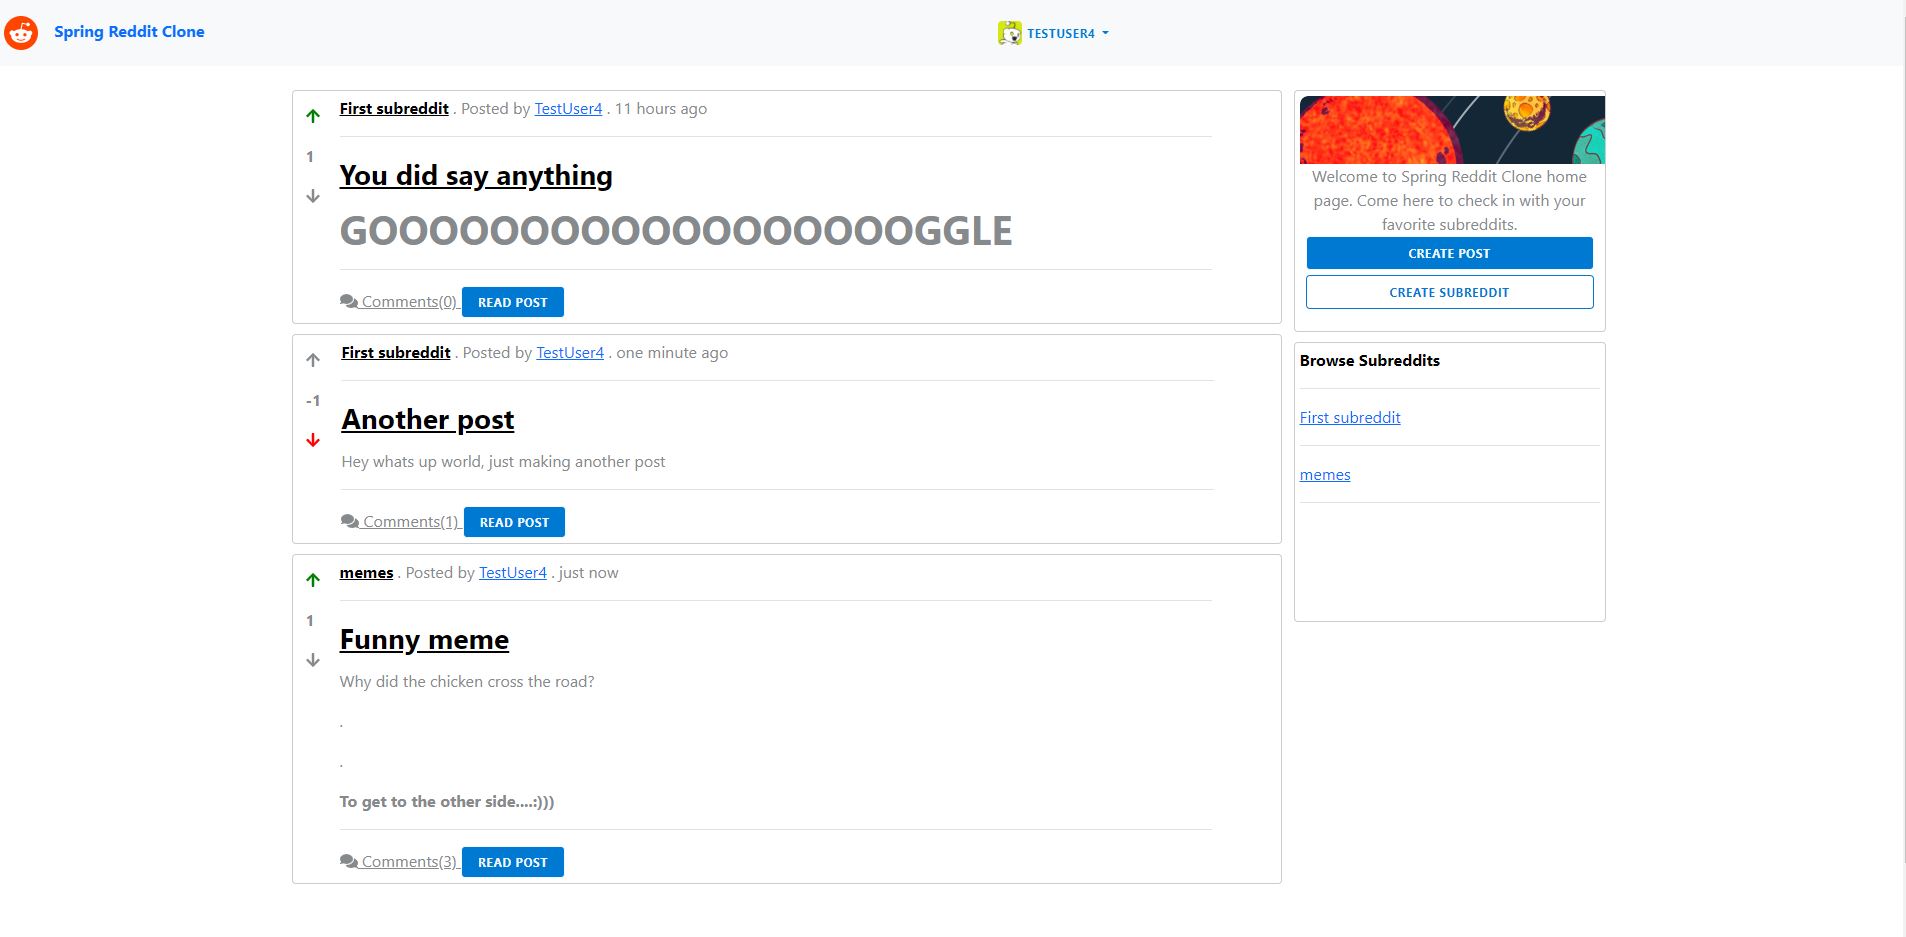 Spring Reddit Clone
TESTUSER4
First subreddit . Posted by TestUser4 . 11 hours ago
1
You did say anything
GOOOOOOOOOOOOOOOOOOGGLE
Comments(0) READ POST
First subreddit . Posted by TestUser4 . one minute ago
-1
Another post
Hey whats up world, just making another post
Comments(1) READ POST
memes . Posted by TestUser4 . just now
1
Funny meme
Why did the chicken cross the road?
.
.
To get to the other side....:)))
Comments(3) READ POST
Welcome to Spring Reddit Clone home
page. Come here to check in with your
favorite subreddits.
CREATE POST
CREATE SUBREDDIT
Browse Subreddits
First subreddit
memes